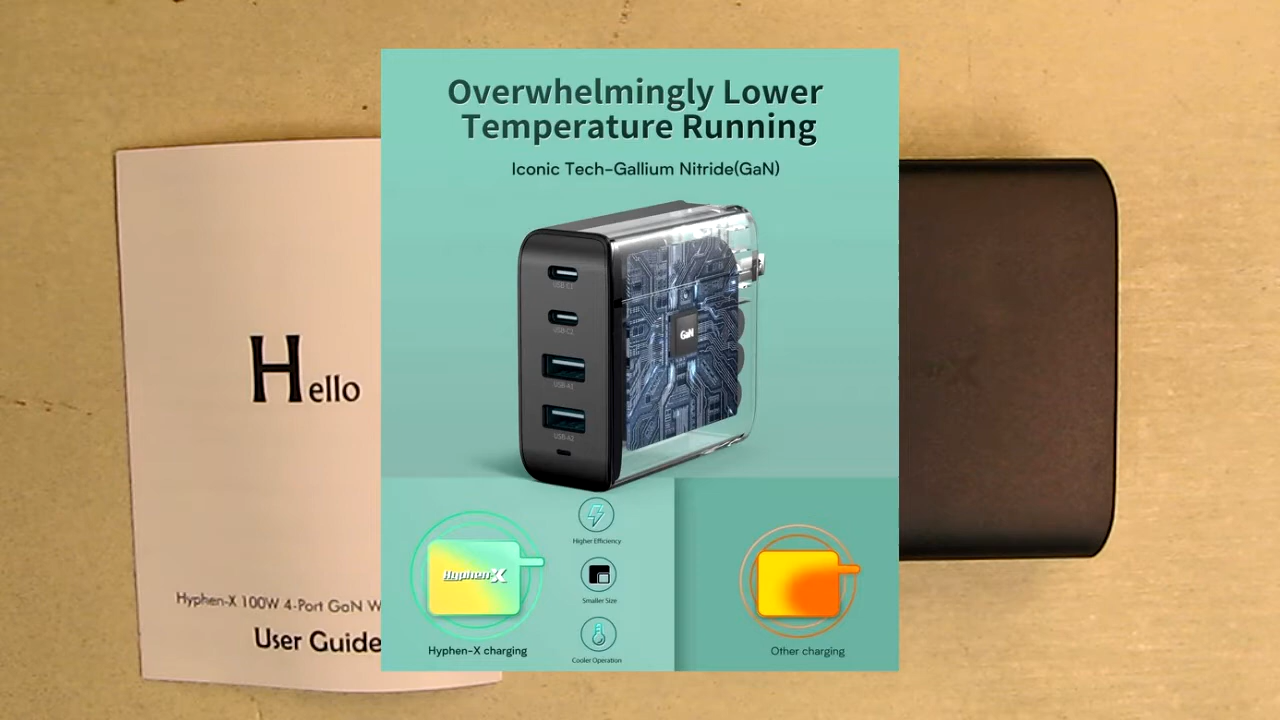 Overwhelmingly Lower
Temperature Running
Iconic Tech-Gallium Nitride(GaN)
USB-C1
USB-C2
USB-A1
USB-A2
GaN
Hyphen-X
Hyphen-X charging
Higher Efficiency
Smaller Size
Cooler Operation
Other charging
Hello
Hyphen-X 100W 4-Port GaN W
User Guide